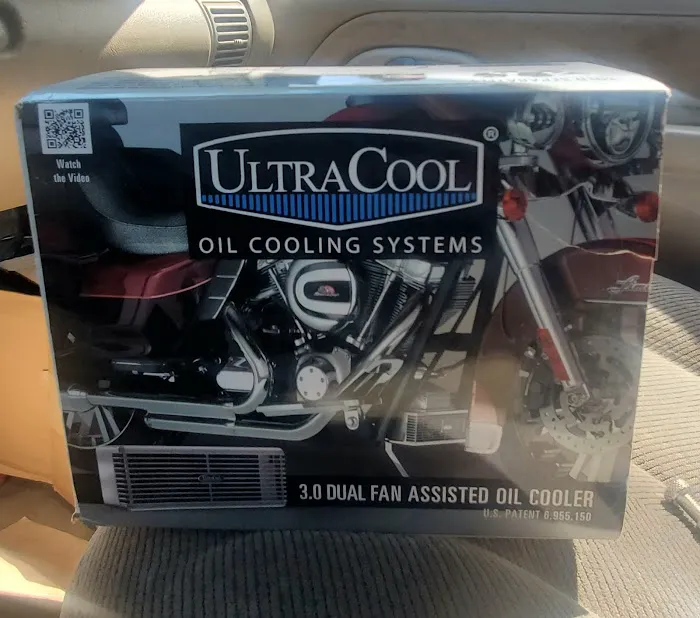 Watch
the Video
ULTRACOOL®
OIL COOLING SYSTEMS
3.0 DUAL FAN ASSISTED OIL COOLER
U.S. PATENT 6,955,150